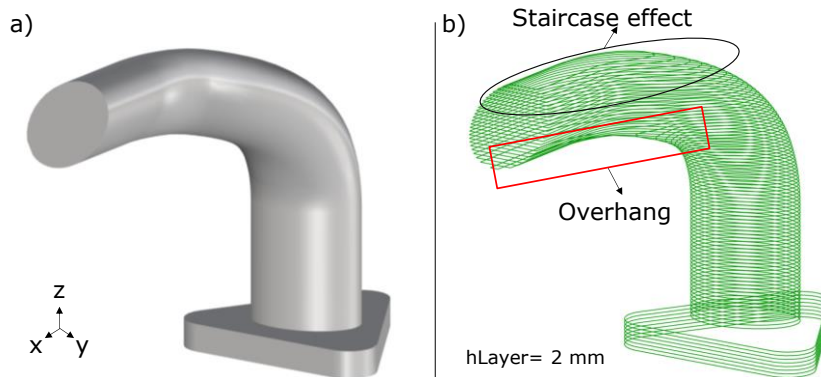 a)
z
x
y
b)
Staircase effect
Overhang
hLayer= 2 mm